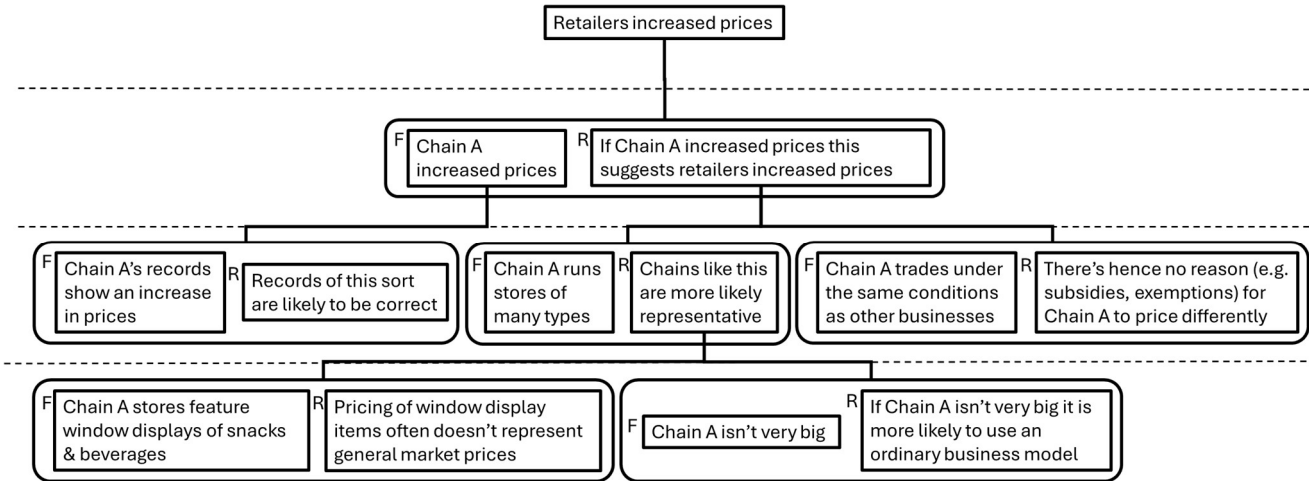 Retailers increased prices
F
Chain A
increased prices
R
If Chain A increased prices this
suggests retailers increased prices
F
Chain A’s records
show an increase
in prices
R
Records of this sort
are likely to be correct
F
Chain A runs
stores of
many types
R
Chains like this
are more likely
representative
F
Chain A trades under
the same conditions
as other businesses
R
There’s hence no reason (e.g.
subsidies, exemptions) for
Chain A to price differently
F
Chain A stores feature
window displays of snacks
& beverages
R
Pricing of window display
items often doesn’t represent
general market prices
F
Chain A isn’t very big
R
If Chain A isn’t very big it is
more likely to use an
ordinary business model